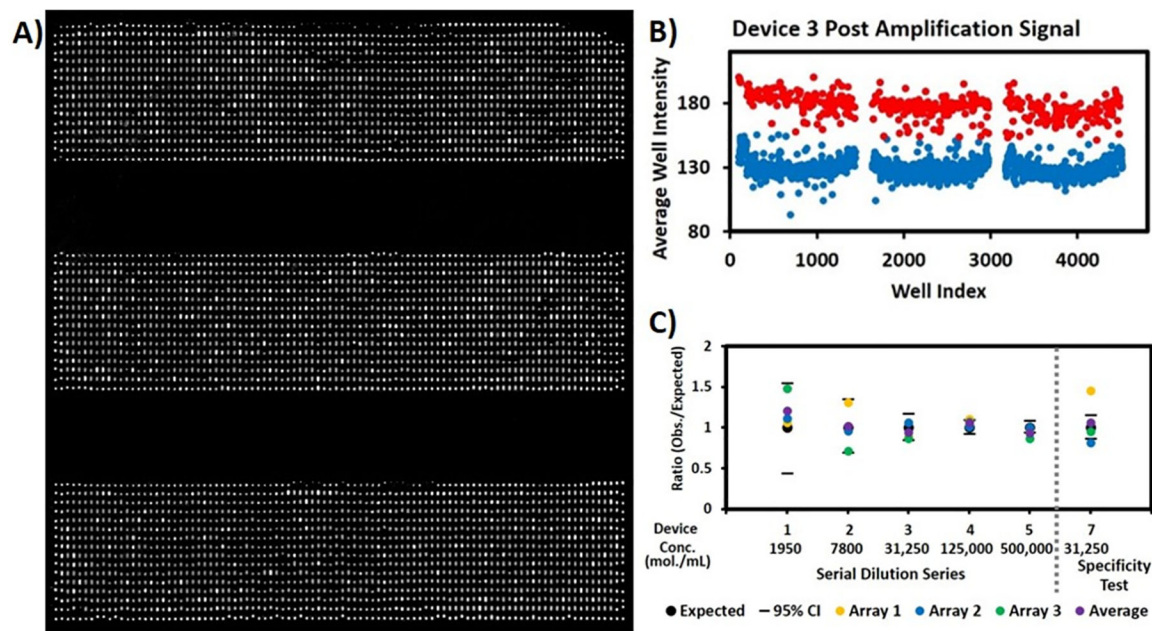 A)
B)
Device 3 Post Amplification Signal
Average Well Intensity
180
130
80
0
1000
2000
3000
4000
Well Index
C)
Ratio (Obs./Expected)
2
1.5
1
0.5
0
Device 1 2 3 4 5 7
Conc. 1950 7800 31,250 125,000 500,000 31,250
(mol./mL)
Serial Dilution Series
Specificity
Test
Expected 95% CI Array 1 Array 2 Array 3 Average